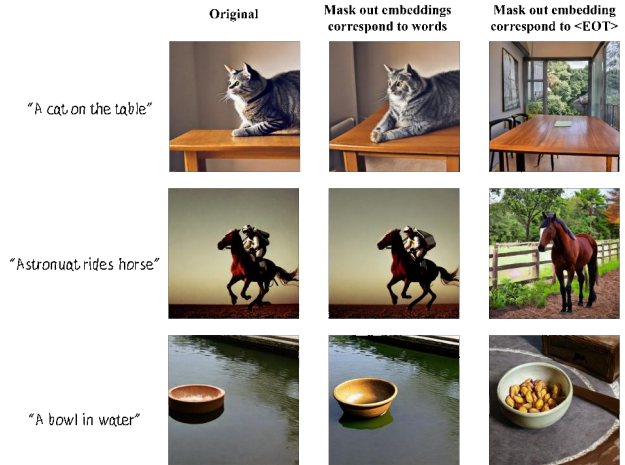 Original
Mask out embeddings
correspond to words
Mask out embedding
correspond to <EOT>
"A cat on the table"
"Astronuat rides horse"
"A bowl in water"